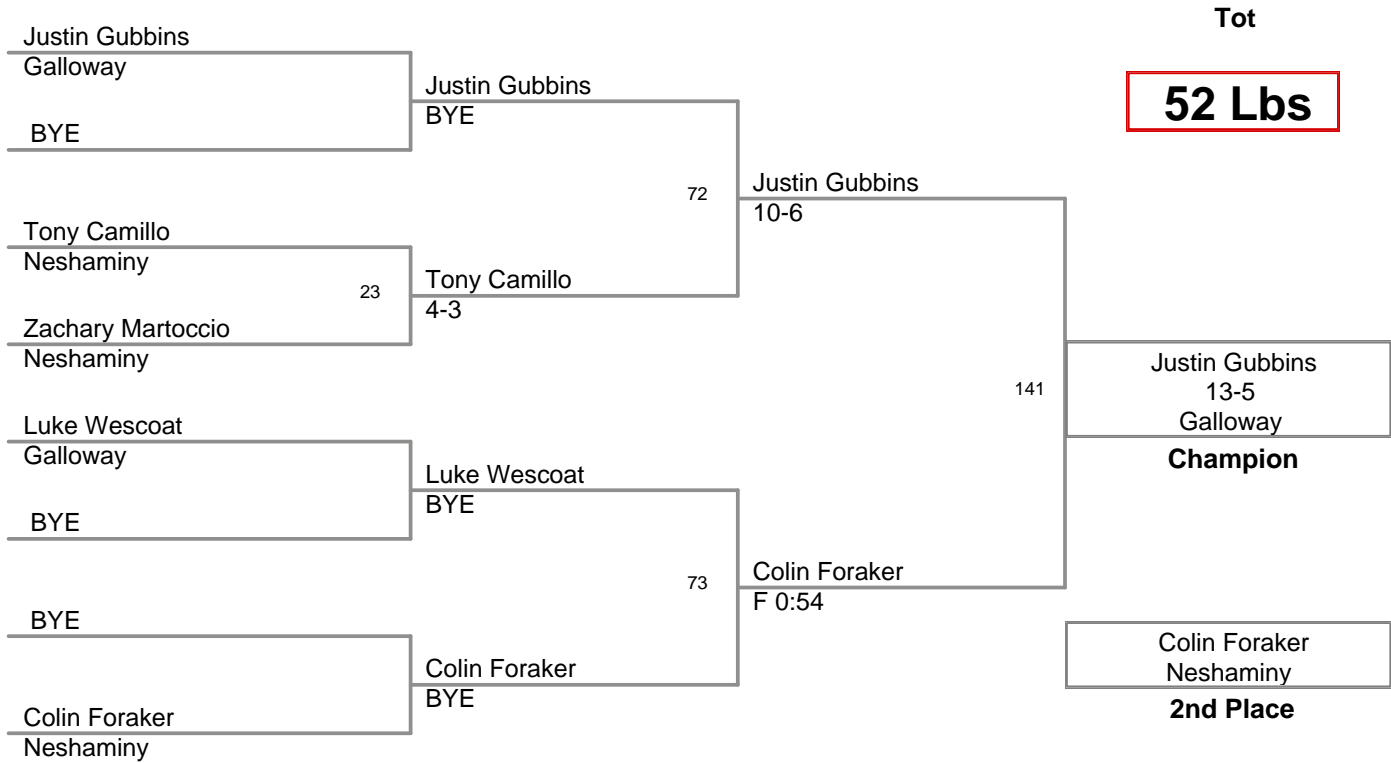 Tot
52 Lbs
Justin Gubbins
Galloway
BYE
Tony Camillo
Neshaminy
23
Zachary Martoccio
Neshaminy
Luke Wescoat
Galloway
BYE
BYE
Colin Foraker
Neshaminy
Justin Gubbins
BYE
72
Tony Camillo
4-3
Luke Wescoat
BYE
73
Colin Foraker
BYE
Justin Gubbins
10-6
141
Colin Foraker
F 0:54
Justin Gubbins
13-5
Galloway
Champion
Colin Foraker
Neshaminy
2nd Place